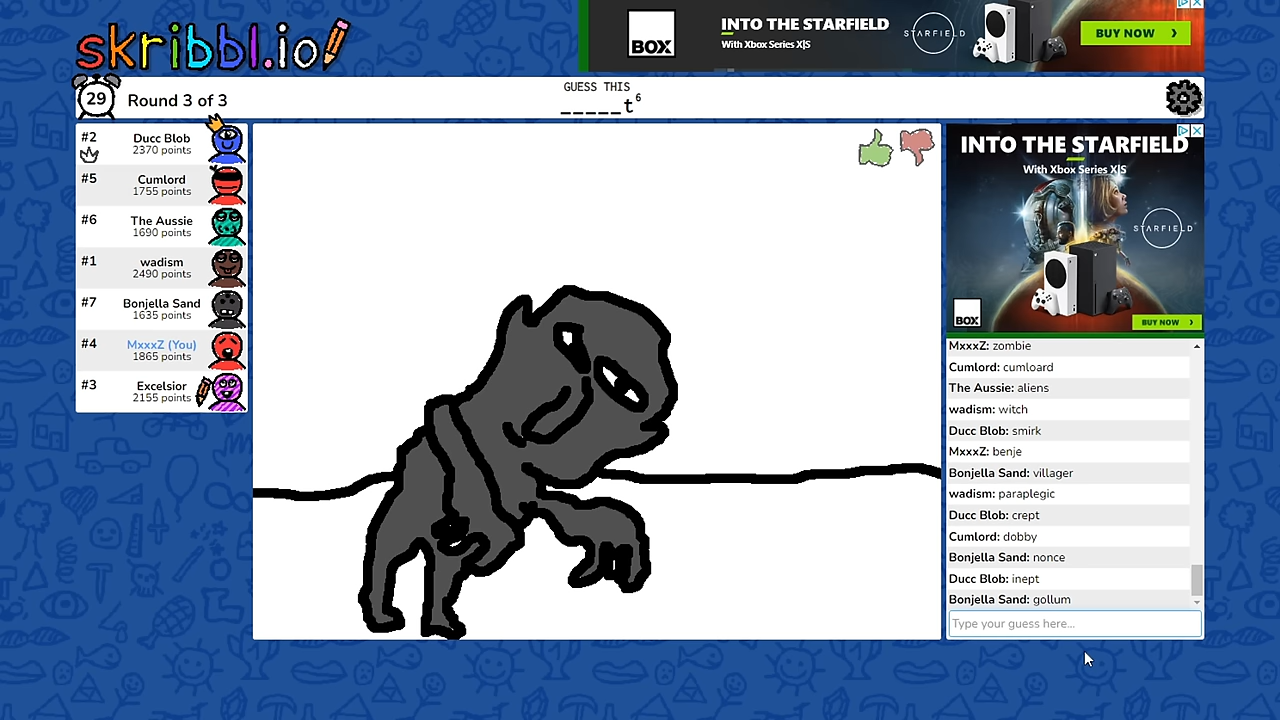 skribbl.io
BOX
INTO THE STARFIELD
With Xbox Series X|S
STARFIELD
BUY NOW
29
Round 3 of 3
GUESS THIS
_____t6
#2
Ducc Blob
2370 points
#5
Cumlord
1755 points
#6
The Aussie
1690 points
#1
wadism
2490 points
#7
Bonjella Sand
1635 points
#4
MxxxZ (You)
1865 points
#3
Excelsior
2155 points
INTO THE STARFIELD
With Xbox Series X|S
STARFIELD
BOX
BUY NOW
MxxxZ: zombie
Cumlord: cumloard
The Aussie: aliens
wadism: witch
Ducc Blob: smirk
MxxxZ: benje
Bonjella Sand: villager
wadism: paraplegic
Ducc Blob: crept
Cumlord: dobby
Bonjella Sand: nonce
Ducc Blob: inept
Bonjella Sand: gollum
Type your guess here...